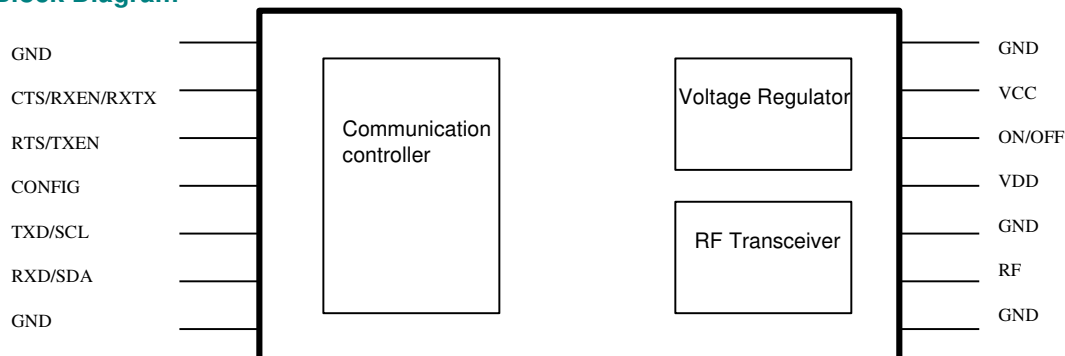 Block Diagram
GND
CTS/RXEN/RXTX
RTS/TXEN
CONFIG
TXD/SCL
RXD/SDA
GND
Communication
controller
Voltage Regulator
RF Transceiver
GND
VCC
ON/OFF
VDD
GND
RF
GND